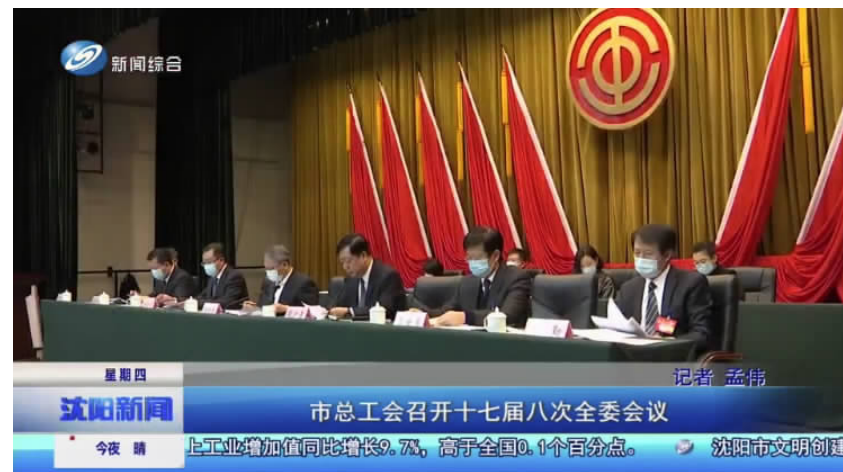 新闻综合
记者 孟伟
星期四
沈阳新闻
市总工会召开十七届八次全委会议
今夜 晴
上工业增加值同比增长9.7%,高于全国0.1个百分点。 沈阳市文明创建